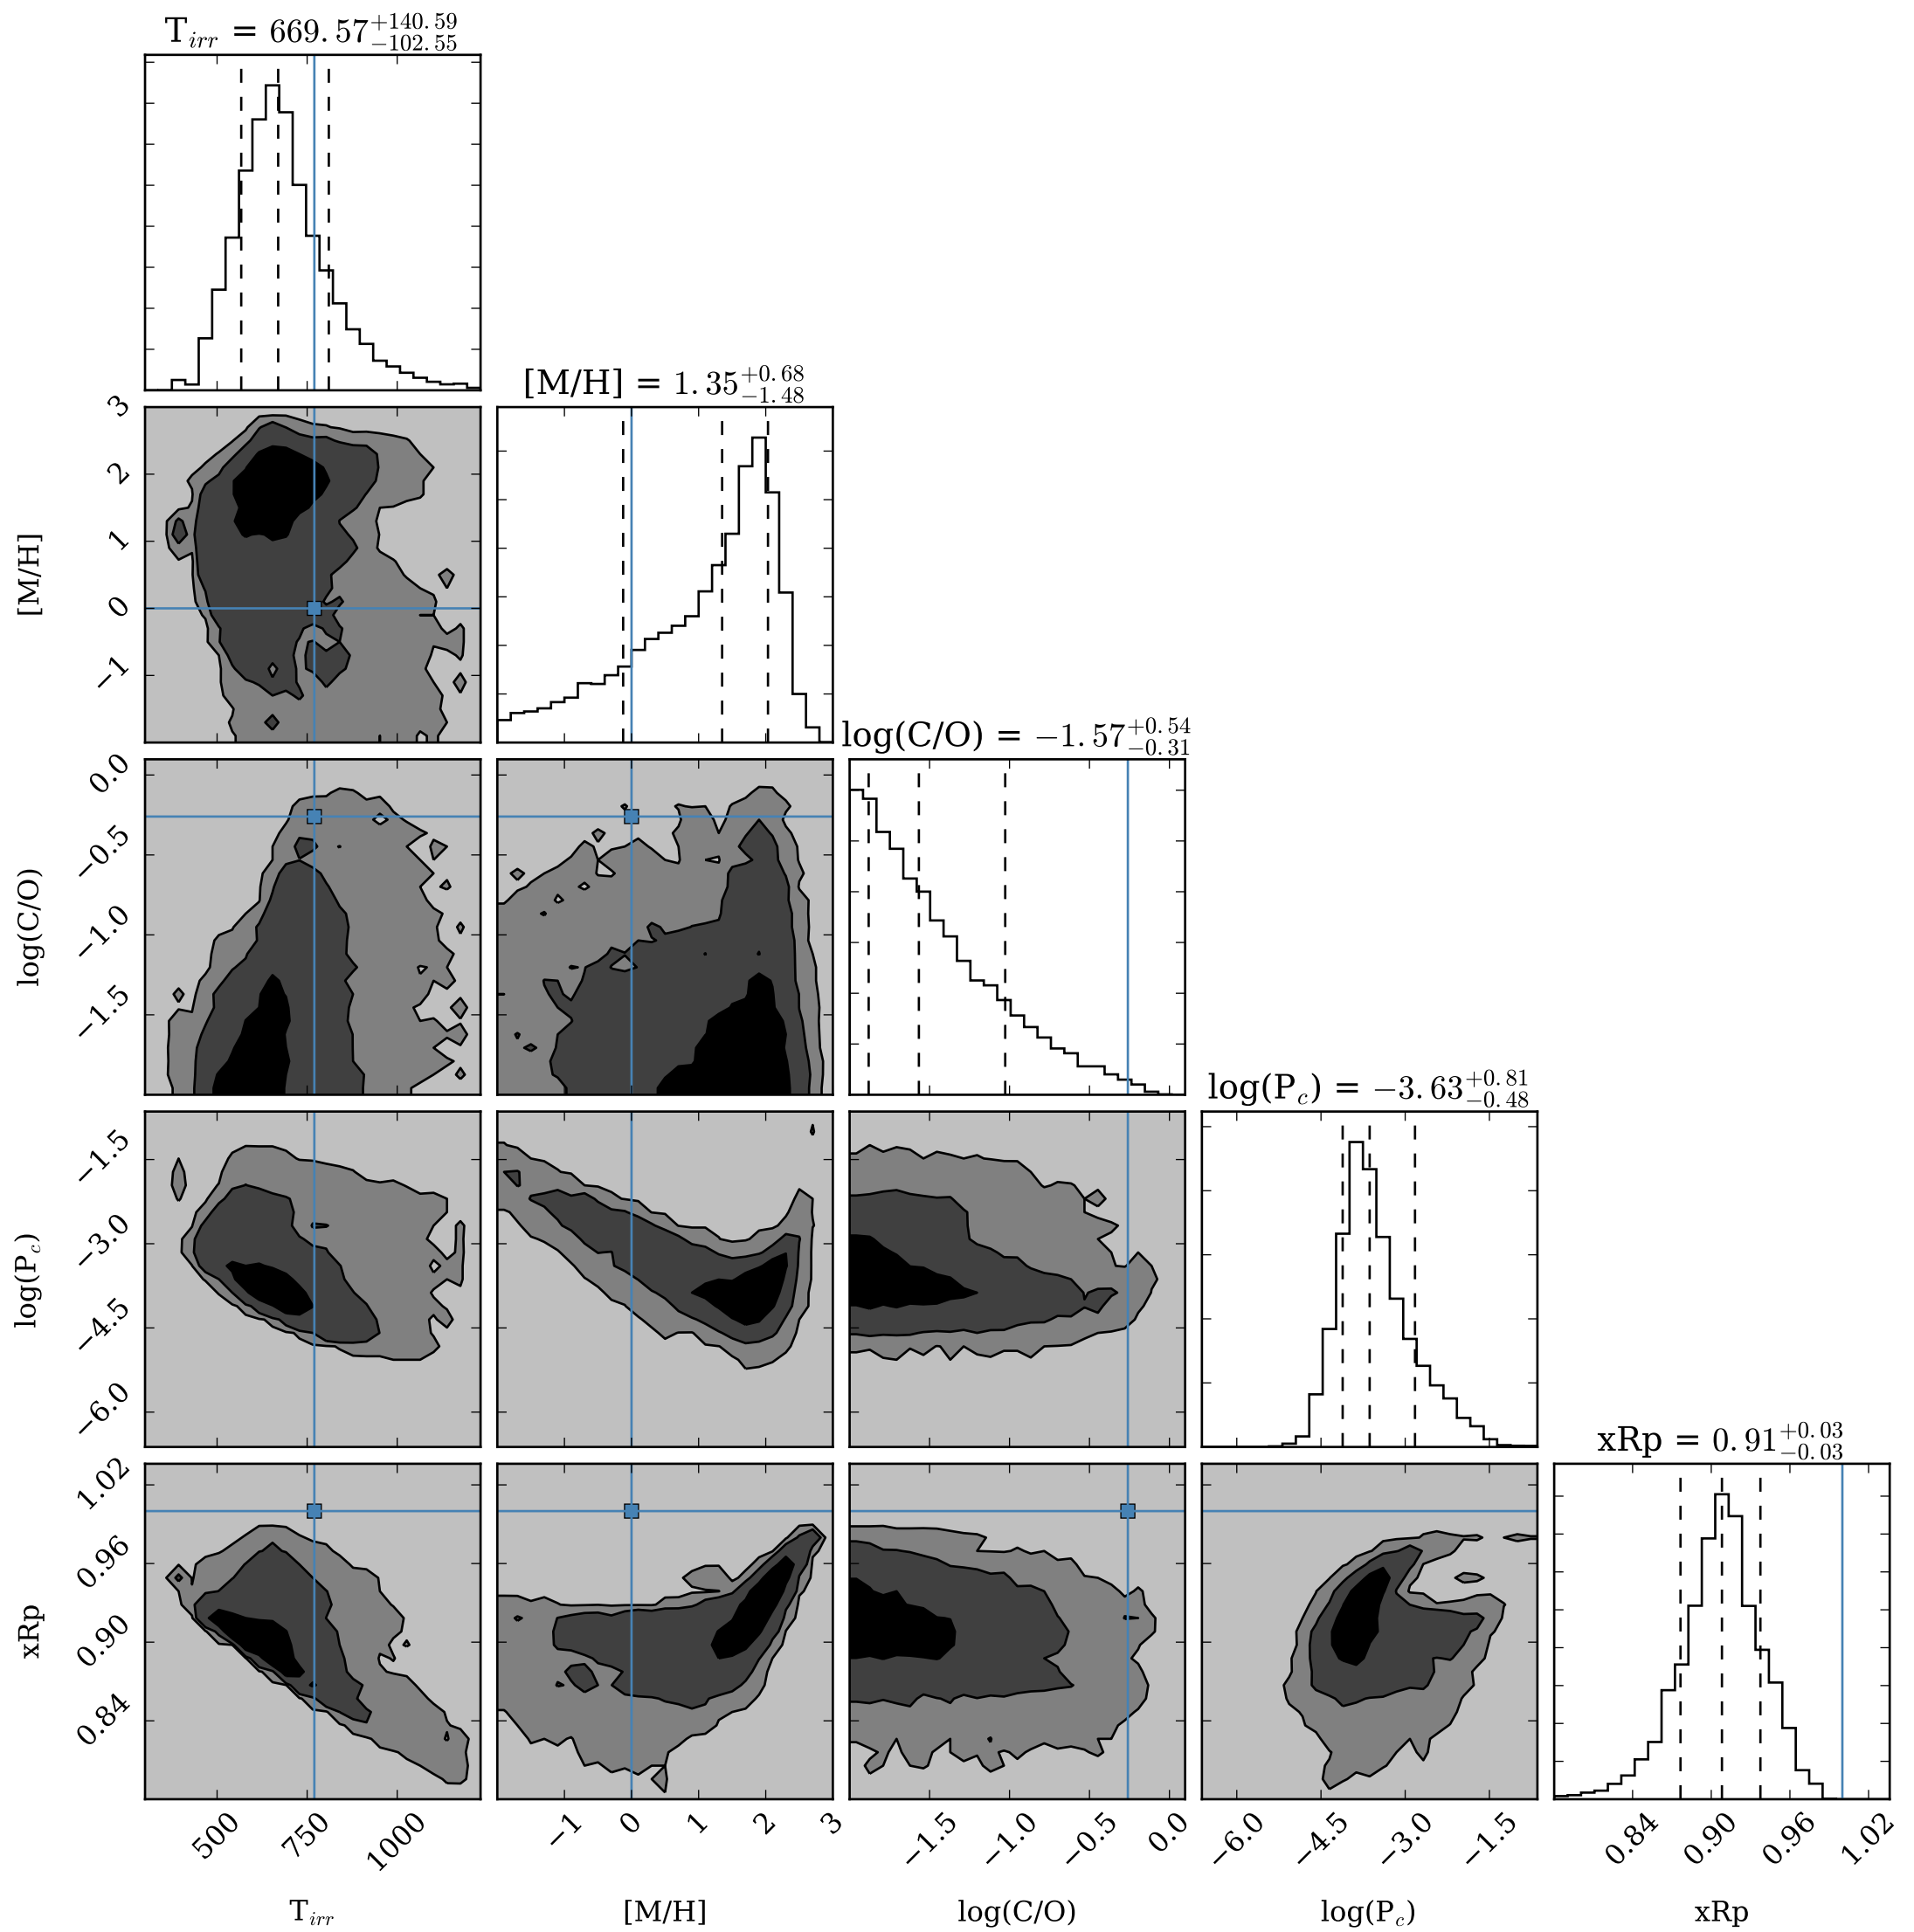 T_irr = 669.57 +140.59 −102.55
[M/H] = 1.35 +0.68 −1.48
log(C/O) = −1.57 +0.54 −0.31
log(P_c) = −3.63 +0.81 −0.48
xRp = 0.91 +0.03 −0.03
[M/H]
3
2
1
0
−1
log(C/O)
0.0
−0.5
−1.0
−1.5
log(P_c)
−1.5
−3.0
−4.5
−6.0
xRp
1.02
0.96
0.90
0.84
500 750 1000
−1 0 1 2 3
−1.5 −1.0 −0.5 0.0
−6.0 −4.5 −3.0 −1.5
0.84 0.90 0.96 1.02
T_irr [M/H] log(C/O) log(P_c) xRp